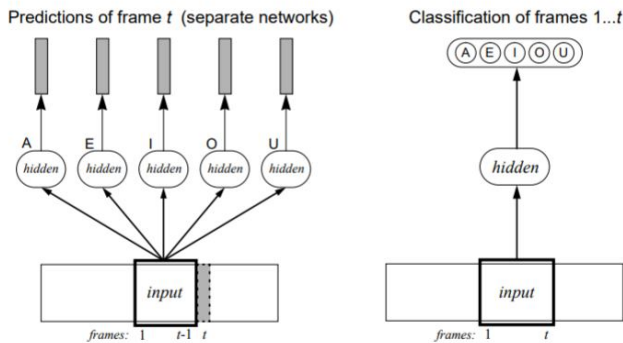 Predictions of frame t (separate networks)
A E I O U
hidden hidden hidden hidden hidden
input
frames: 1 t-1 t
Classification of frames 1...t
A E I O U
hidden
input
frames: 1 t